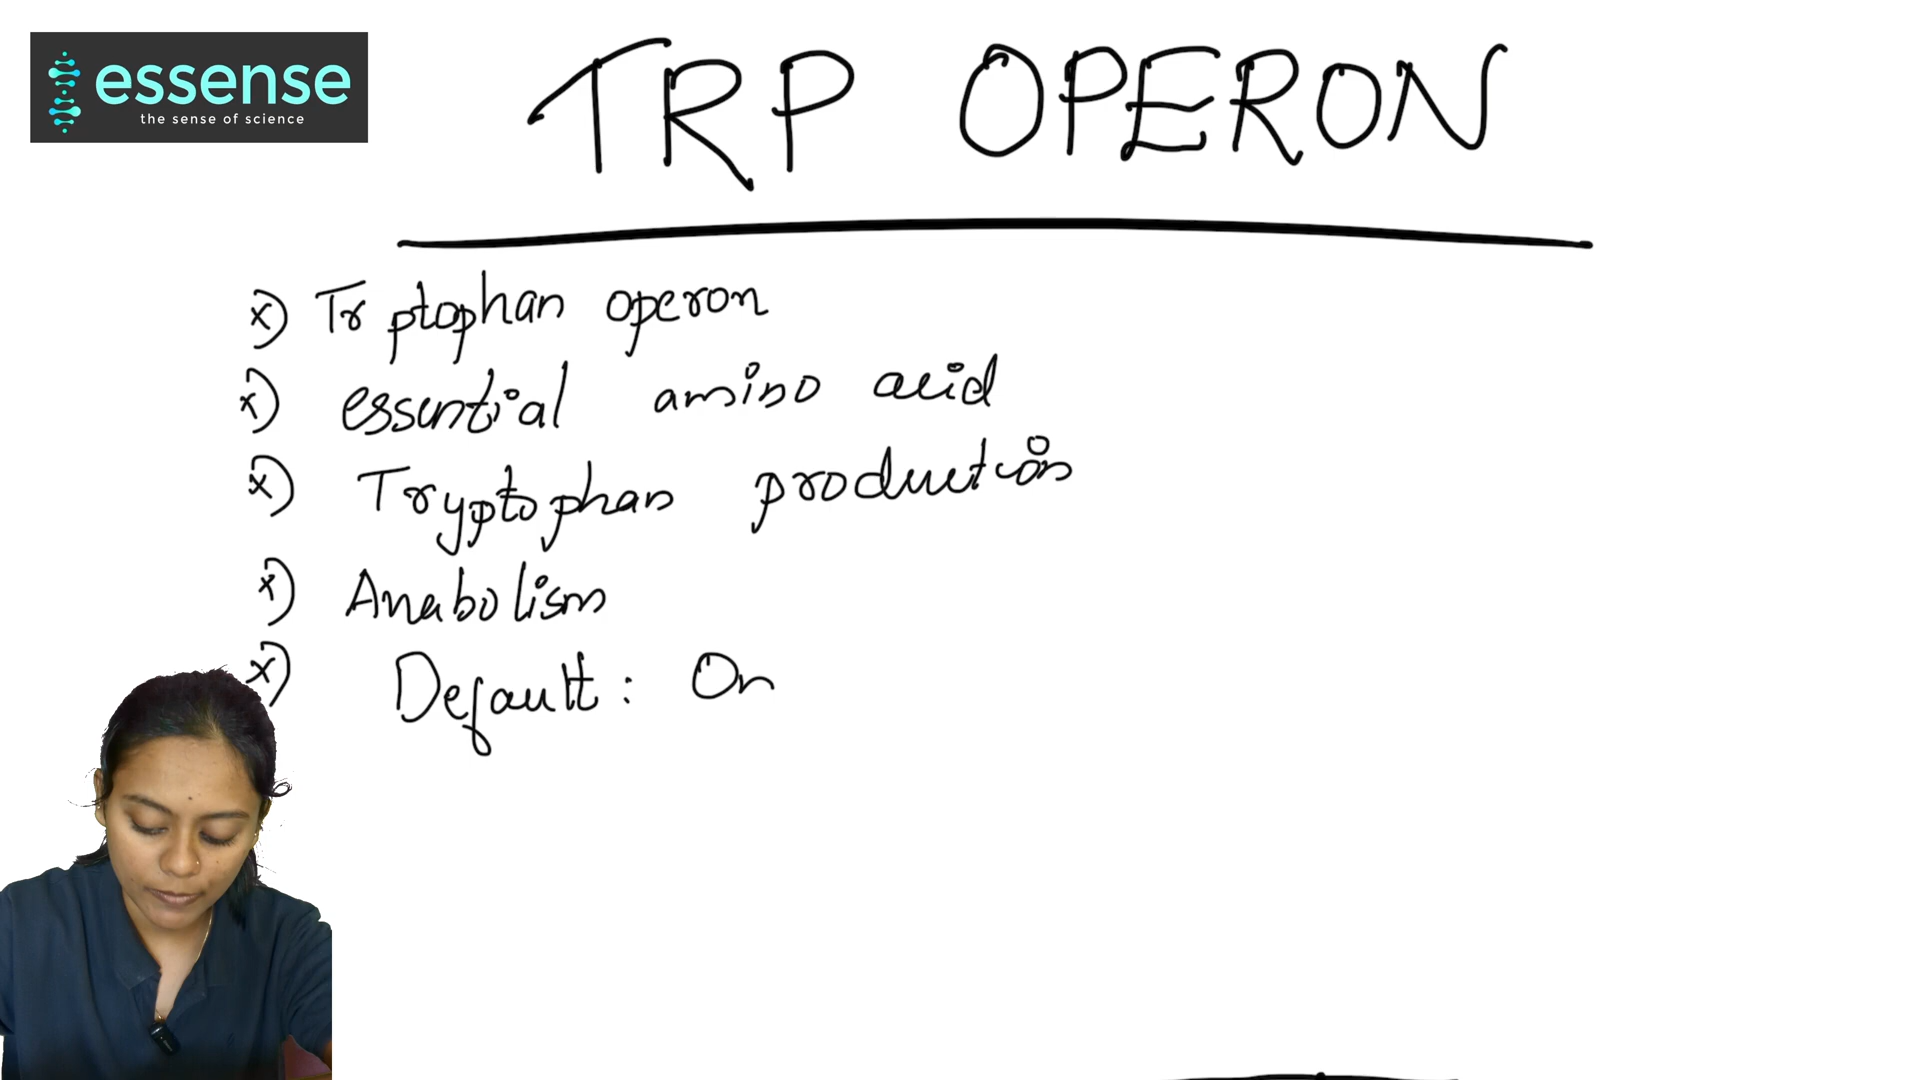 essense
the sense of science
TRP OPERON
x) Trptophan operon
x) essential amino acid
x) Tryptophan production
x) Anabolism
x) Default: On